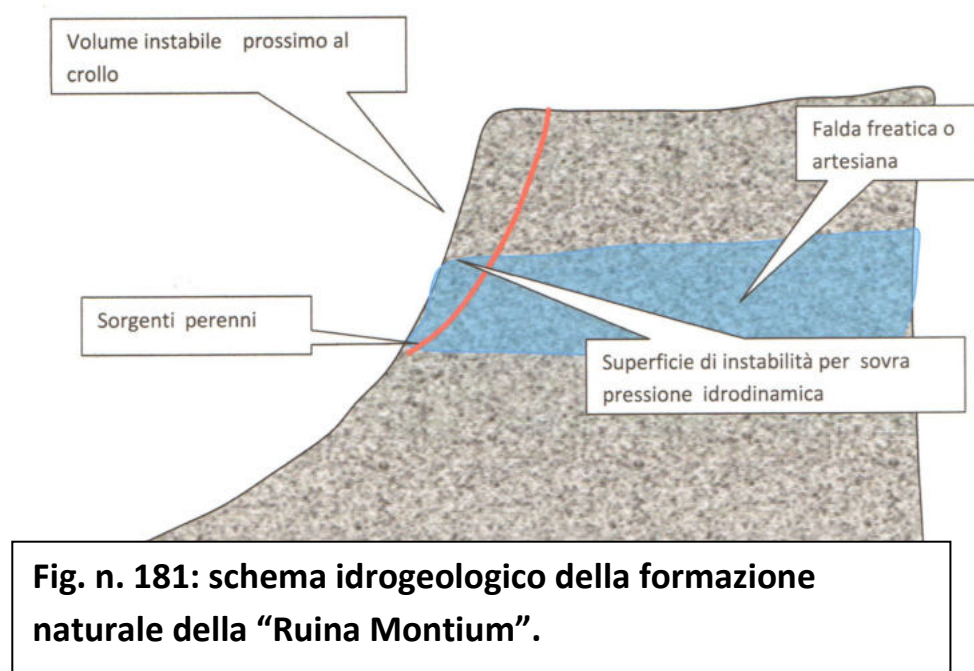 Volume instabile prossimo al
crollo
Falda freatica o
artesiana
Sorgenti perenni
Superficie di instabilità per sovra
pressione idrodinamica
Fig. n. 181: schema idrogeologico della formazione
naturale della “Ruina Montium”.